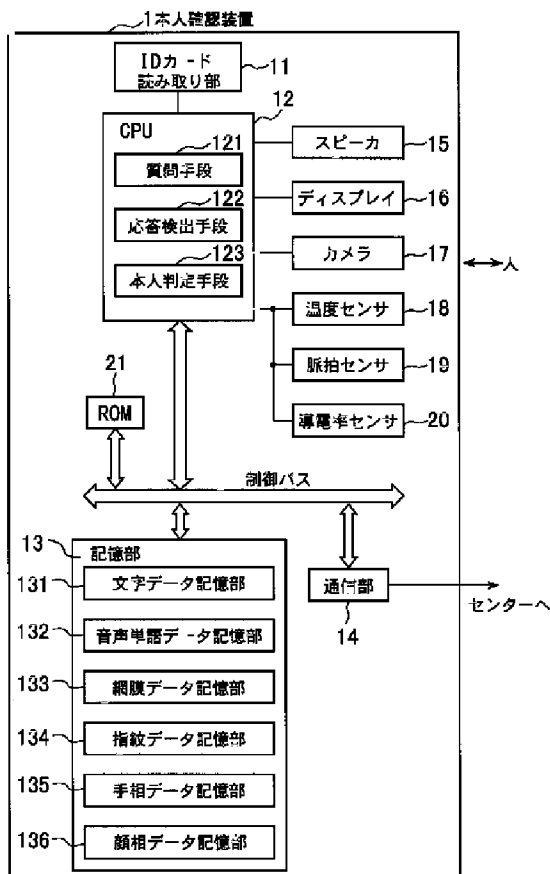 1本人確認装置
IDカード
読み取り部
11
12
CPU
121
質問手段
122
応答検出手段
123
本人判定手段
スピーカ
15
ディスプレイ
16
カメラ
17
人
温度センサ
18
脈拍センサ
19
導電率センサ
20
21
ROM
制御バス
13
記憶部
131
文字データ記憶部
132
音声単語データ記憶部
133
網膜データ記憶部
134
指紋データ記憶部
135
手相データ記憶部
136
顔相データ記憶部
通信部
14
センターへ